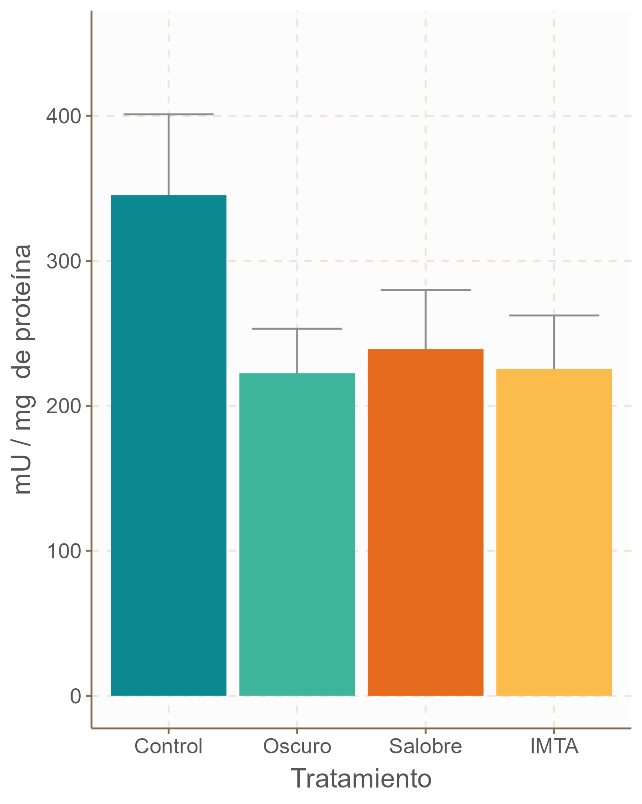 mU / mg  de proteína
400
300
200
100
0
Control
Oscuro
Salobre
IMTA
Tratamiento